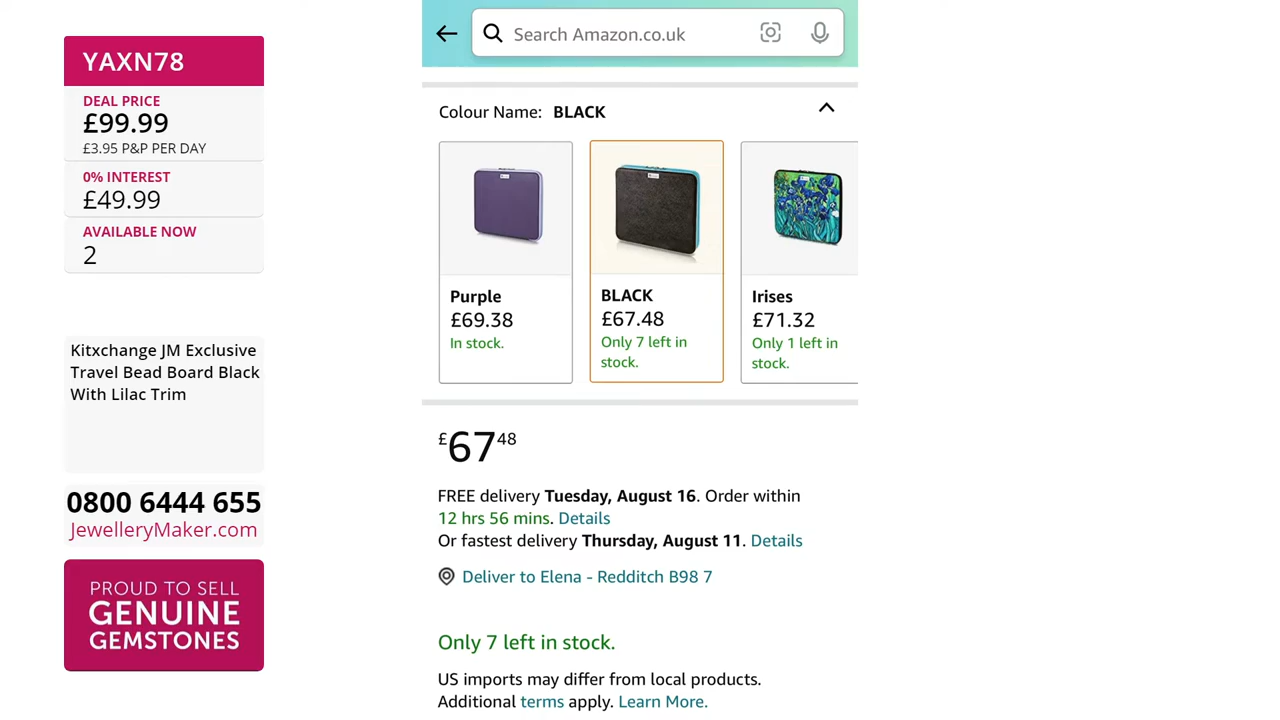 YAXN78
DEAL PRICE
£99.99
£3.95 P&P PER DAY
0% INTEREST
£49.99
AVAILABLE NOW
2
Kitxchange JM Exclusive
Travel Bead Board Black
With Lilac Trim
0800 6444 655
JewelleryMaker.com
PROUD TO SELL
GENUINE
GEMSTONES
Search Amazon.co.uk
Colour Name: BLACK
Purple
£69.38
In stock.
BLACK
£67.48
Only 7 left in
stock.
Irises
£71.32
Only 1 left in
stock.
£67 48
FREE delivery Tuesday, August 16. Order within
12 hrs 56 mins. Details
Or fastest delivery Thursday, August 11. Details
Deliver to Elena - Redditch B98 7
Only 7 left in stock.
US imports may differ from local products.
Additional terms apply. Learn More.